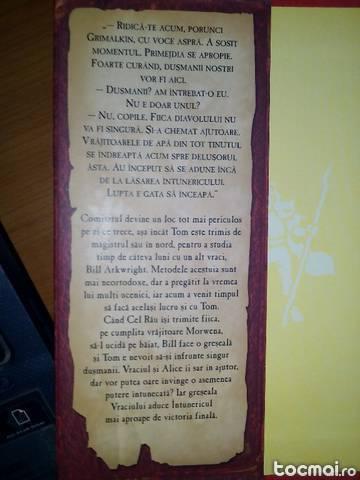 „— Ridică-te acum, porunci
Grimalkin, cu voce aspră. A sosit
momentul. Primejdia se apropie.
Foarte curând, dușmanii noștri
vor fi aici.
— Dușmanii? am întrebat-o eu.
Nu e doar unul?
— Nu, copile. Fiica diavolului nu
va fi singură. Și-a chemat ajutoare.
Vrăjitoarele de apă din tot ținutul
se îndreaptă acum spre delușorul
ăsta. Au început să se adune încă
de la lăsarea întunericului.
Lupta e gata să înceapă.”
Comitatul devine un loc tot mai periculos
pe zi ce trece, așa încât Tom este trimis de
magistrul său în nord, pentru a studia
timp de câteva luni cu un alt vraci,
Bill Arkwright. Metodele acestuia sunt
mai neortodoxe, dar a pregătit la vremea
lui mulți ucenici, iar acum a venit timpul
să facă același lucru și cu Tom.
Când Cel Rău își trimite fiica,
pe cumplita vrăjitoare Morwena,
să-l ucidă pe băiat, Bill face o greșeală
și Tom e nevoit să-și înfrunte singur
dușmanii. Vraciul și Alice îi sar în ajutor,
dar vor putea oare învinge o asemenea
putere întunecată? Iar greșeala
Vraciului aduce Întunericul
mai aproape de victoria finală.
tocmai.ro